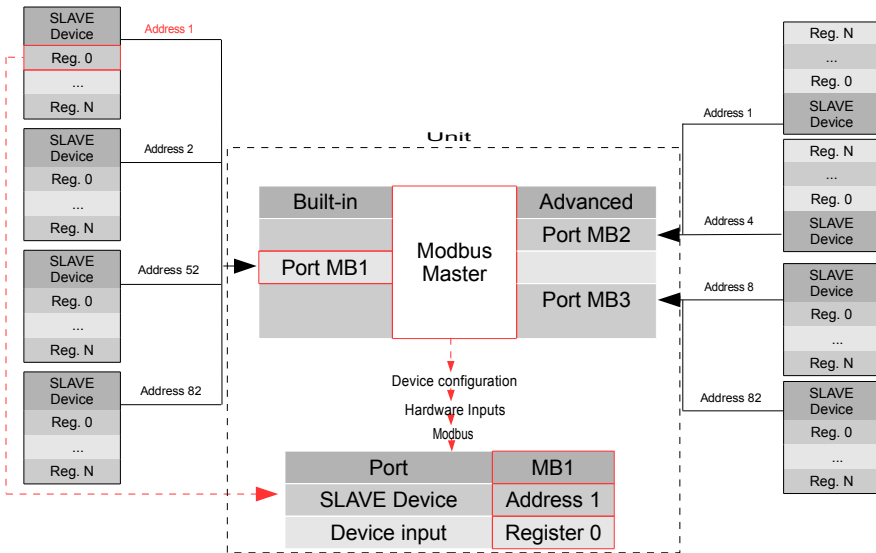 SLAVE
Device
Reg. 0
...
Reg. N
Address 1
SLAVE
Device
Reg. 0
...
Reg. N
Address 2
SLAVE
Device
Reg. 0
...
Reg. N
Address 52
SLAVE
Device
Reg. 0
...
Reg. N
Address 82
Unit
Built-in
Port MB1
Modbus
Master
Advanced
Port MB2
Port MB3
Device configuration
Hardware Inputs
Modbus
Port MB1
SLAVE Device Address 1
Device input Register 0
Reg. N
...
Reg. 0
SLAVE
Device
Address 1
Reg. N
...
Reg. 0
SLAVE
Device
Address 4
SLAVE
Device
Reg. 0
...
Reg. N
Address 8
SLAVE
Device
Reg. 0
...
Reg. N
Address 82